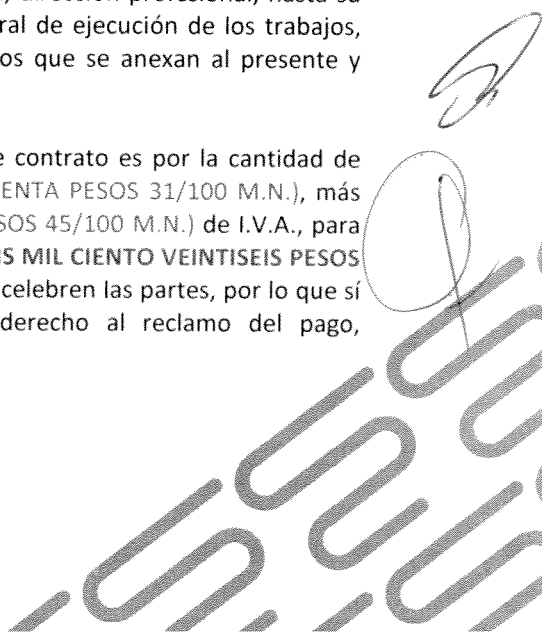 dirección profesional, hasta su
ral de ejecución de los trabajos,
os que se anexan al presente y
e contrato es por la cantidad de
ENTA PESOS 31/100 M.N.), más
SOS 45/100 M.N.) de I.V.A., para
IS MIL CIENTO VEINTISEIS PESOS
celebren las partes, por lo que sí
derecho al reclamo del pago,